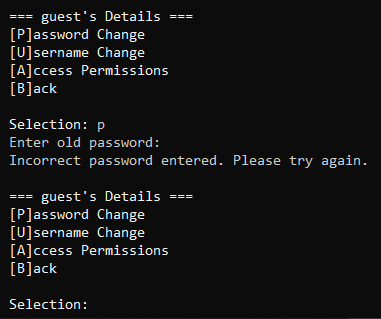 === guest's Details ===
[P]assword Change
[U]sername Change
[A]ccess Permissions
[B]ack
Selection: p
Enter old password:
Incorrect password entered. Please try again.
=== guest's Details ===
[P]assword Change
[U]sername Change
[A]ccess Permissions
[B]ack
Selection: